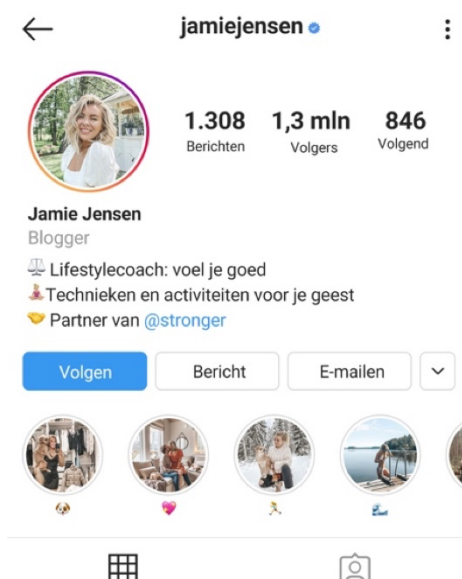 jamiejensen
1.308 1,3 mln 846
Berichten Volgers Volgend
Jamie Jensen
Blogger
Lifestylecoach: voel je goed
Technieken en activiteiten voor je geest
Partner van @stronger
Volgen Bericht E-mailen